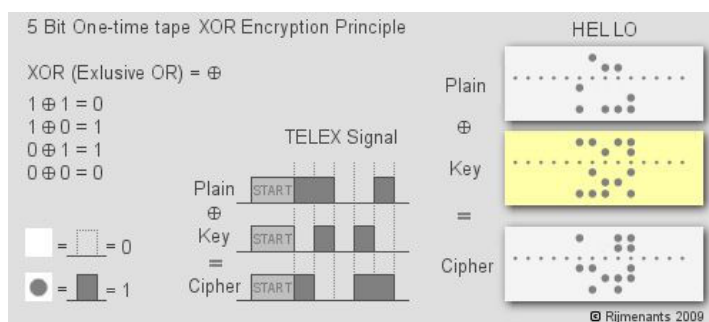 5 Bit One-time tape XOR Encryption Principle
HELLO
XOR (Exlusive OR) = ⊕
1 ⊕ 1 = 0
1 ⊕ 0 = 1
0 ⊕ 1 = 1
0 ⊕ 0 = 0
TELEX Signal
Plain START
⊕
Key START
=
Cipher START
= = 0
= = 1
Plain
⊕
Key
=
Cipher
© Rijmenants 2009